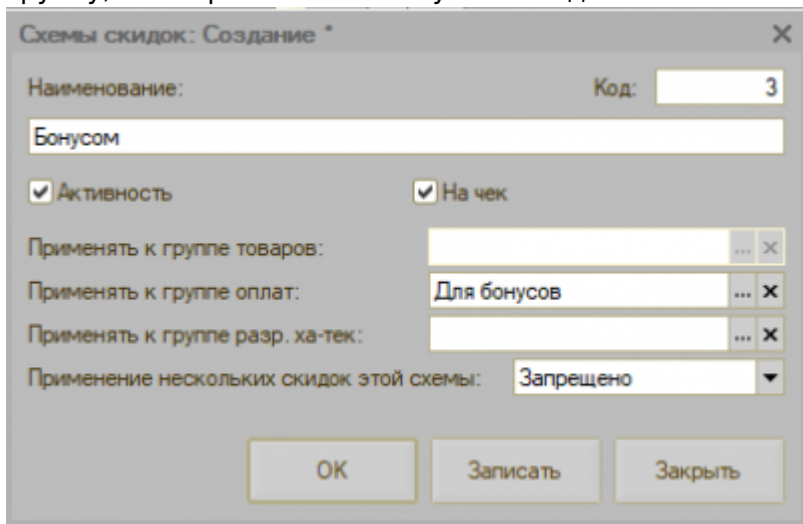 Схемы скидок: Создание *
Наименование: Код: 3
Бонусом
Активность На чек
Применять к группе товаров: ...
Применять к группе оплат: Для бонусов ...
Применять к группе разр. ха-тек: ...
Применение нескольких скидок этой схемы: Запрещено
ОК Записать Закрыть